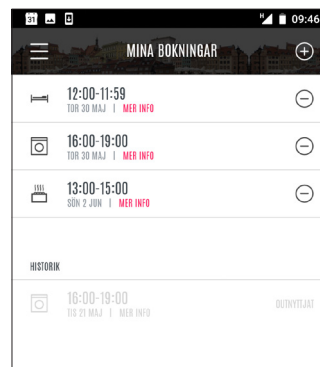 31
H
09:46
MINA BOKNINGAR
12:00-11:59
TOR 30 MAJ | MER INFO
16:00-19:00
TOR 30 MAJ | MER INFO
13:00-15:00
SÖN 2 JUN | MER INFO
HISTORIK
16:00-19:00
OUTNYTTJAT
TIS 21 MAJ | MER INFO